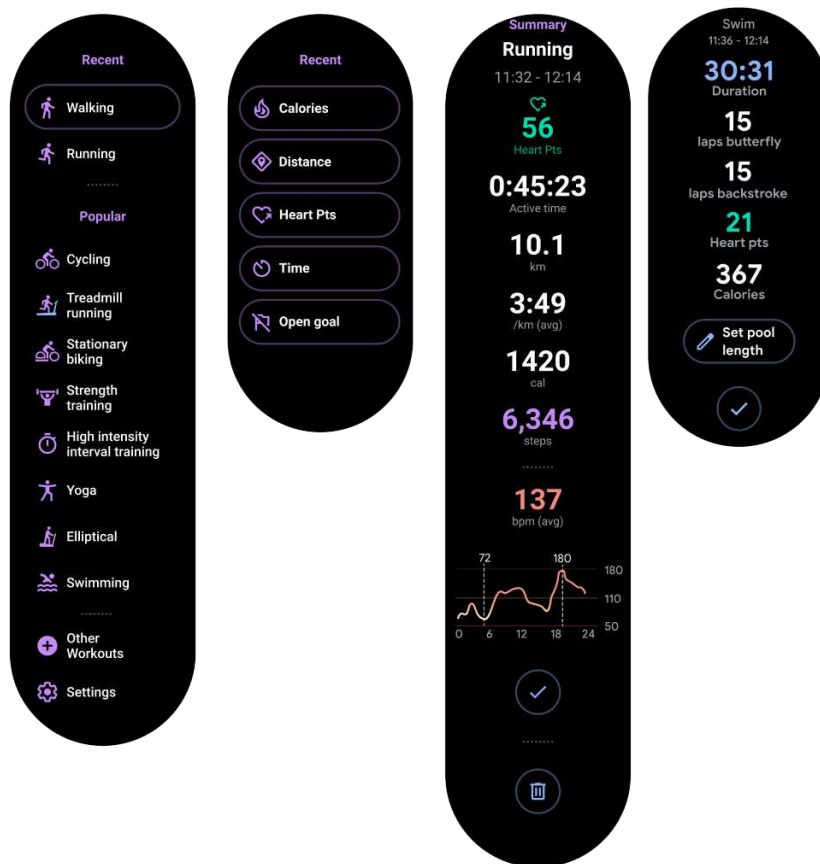 Recent
Walking
Running
Popular
Cycling
Treadmill
running
Stationary
biking
Strength
training
High intensity
interval training
Yoga
Elliptical
Swimming
Other
Workouts
Settings
Recent
Calories
Distance
Heart Pts
Time
Open goal
Summary
Running
11:32 - 12:14
56
Heart Pts
0:45:23
Active time
10.1
km
3:49
/km (avg)
1420
cal
6,346
steps
137
bpm (avg)
72 180
180
110
50
0 6 12 18 24
Swim
11:36 - 12:14
30:31
Duration
15
laps butterfly
15
laps backstroke
21
Heart pts
367
Calories
Set pool
length